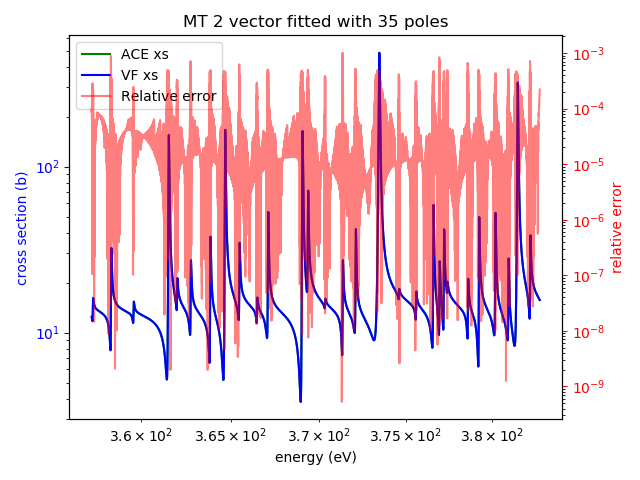 MT 2 vector fitted with 35 poles
ACE xs
VF xs
Relative error
cross section (b)
10²
10¹
10⁻³
10⁻⁴
10⁻⁵
10⁻⁶
10⁻⁷
10⁻⁸
10⁻⁹
relative error
3.6 × 10² 3.65 × 10² 3.7 × 10² 3.75 × 10² 3.8 × 10²
energy (eV)